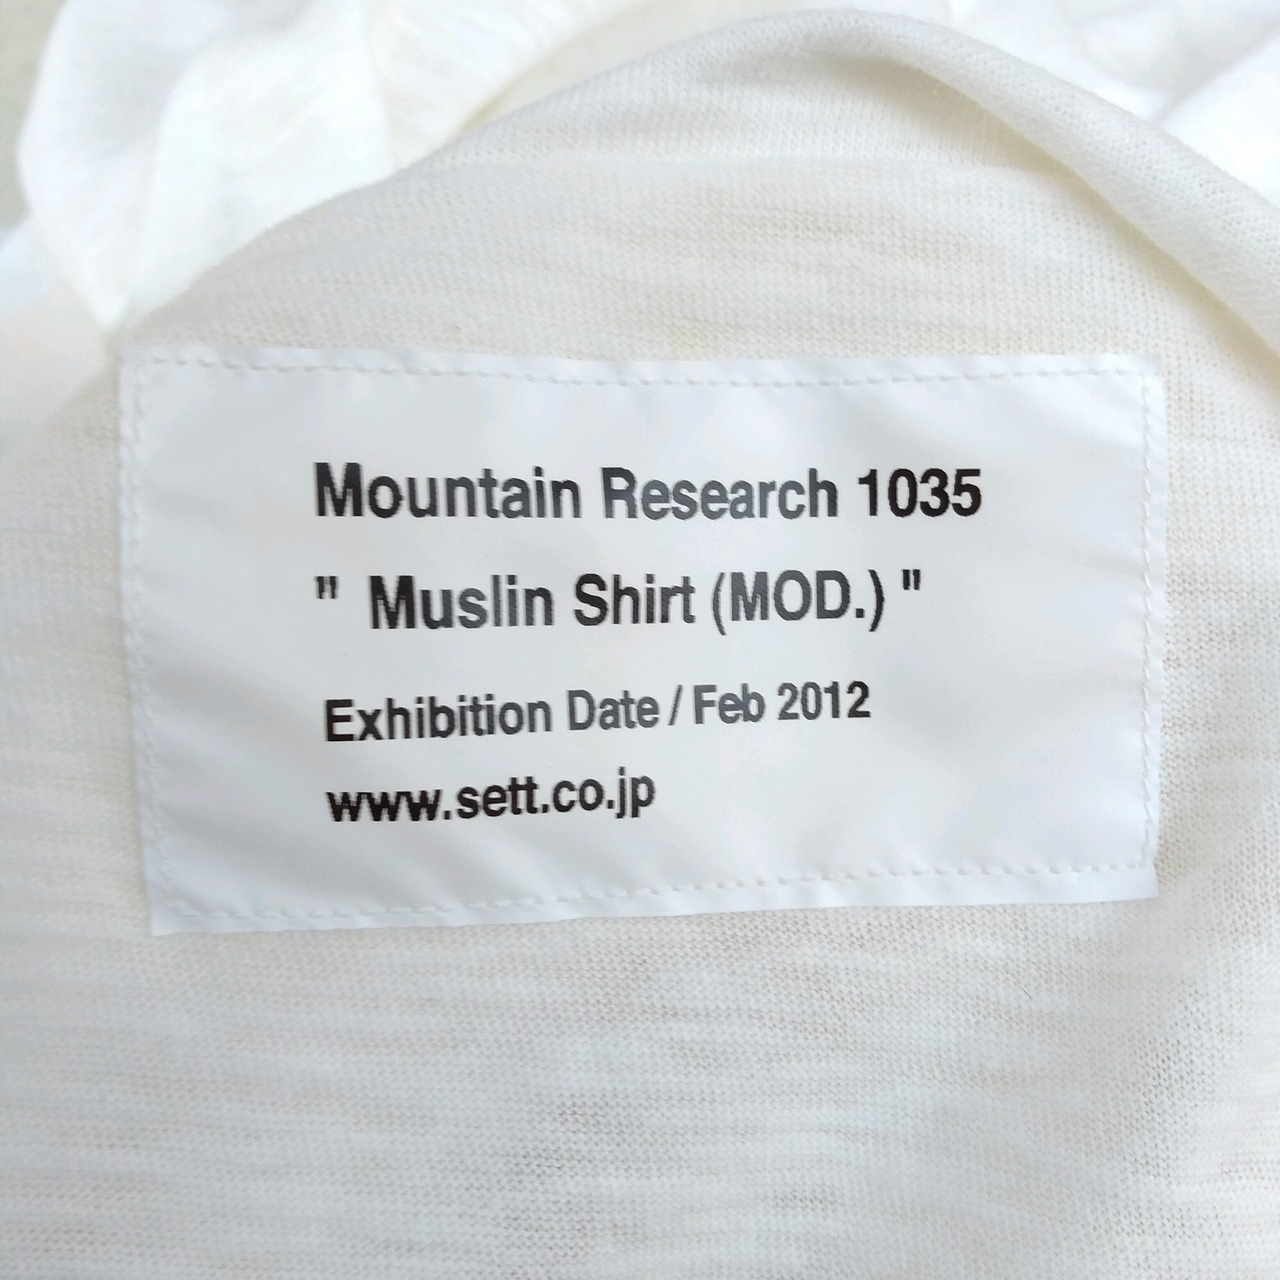 Mountain Research 1035
" Muslin Shirt (MOD.) "
Exhibition Date / Feb 2012
www.sett.co.jp